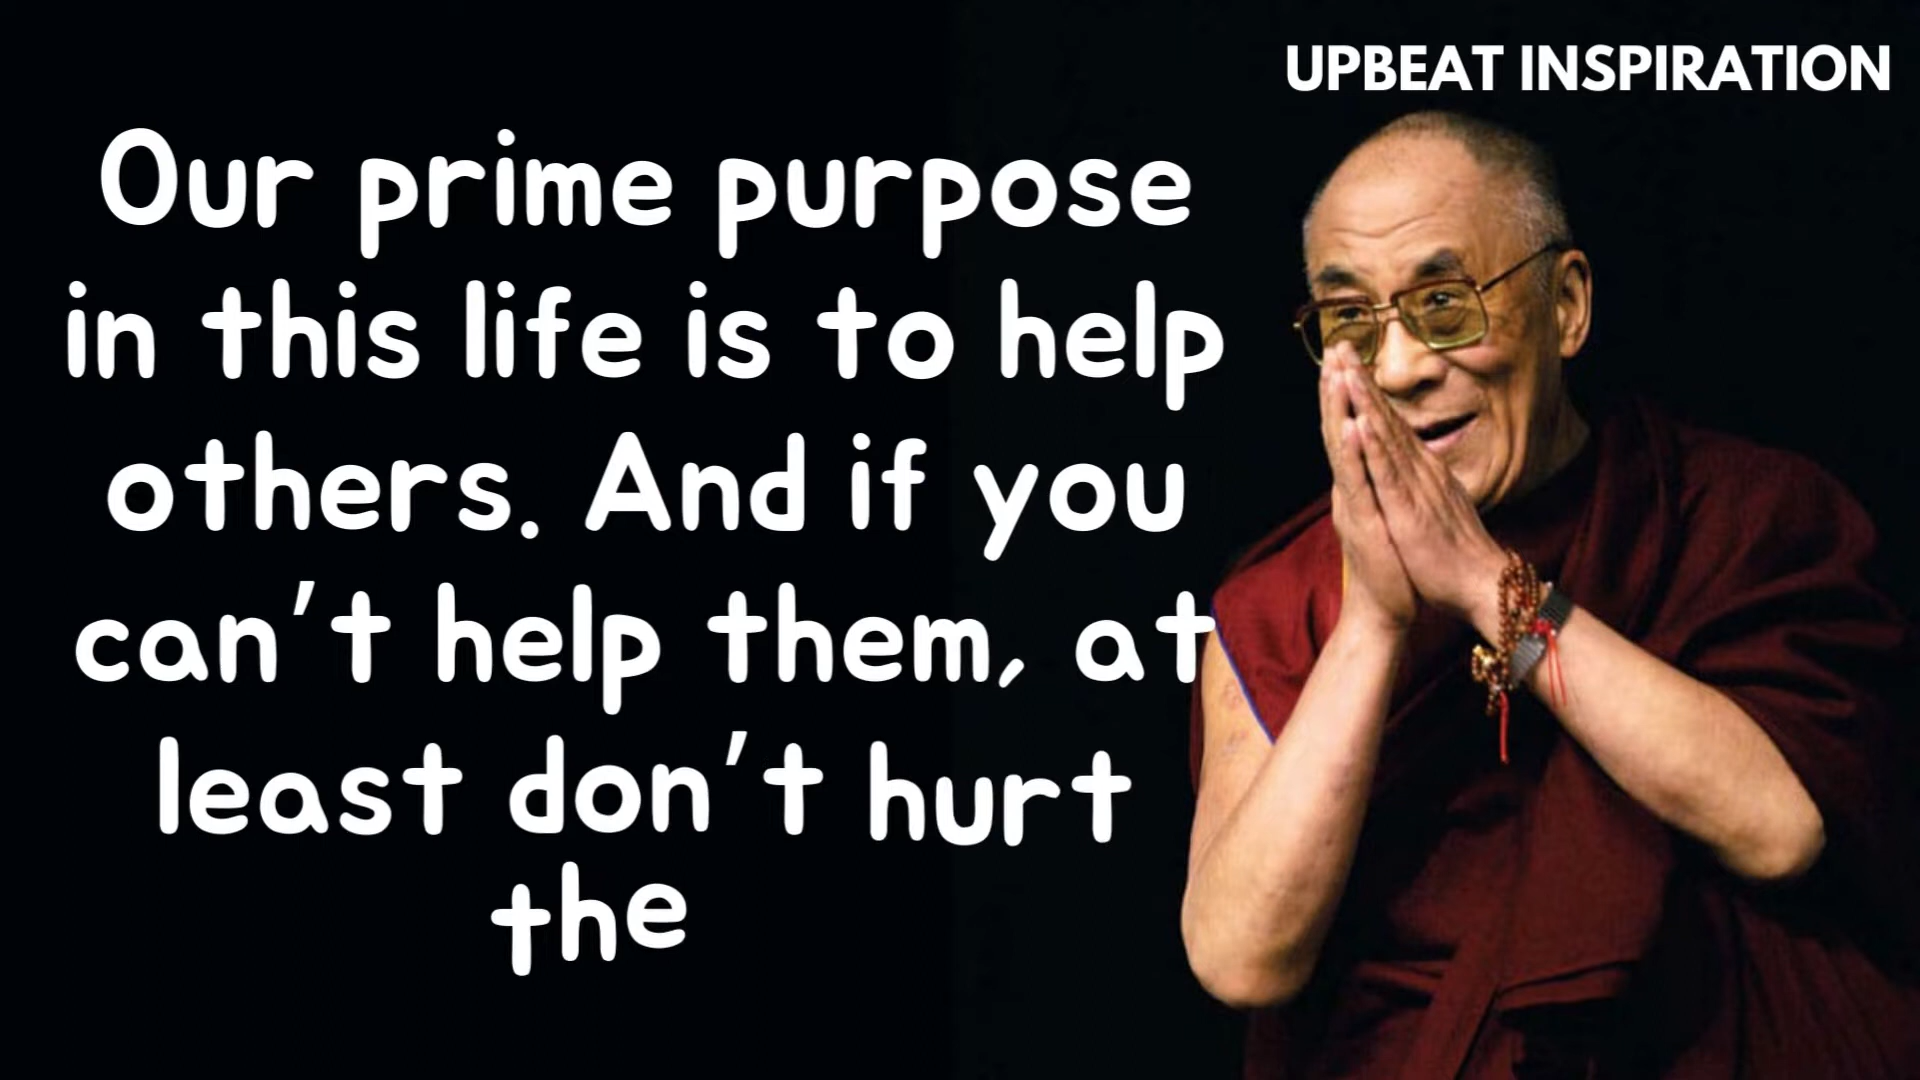 UPBEAT INSPIRATION
Our prime purpose
in this life is to help
others. And if you
can't help them, at
least don't hurt
the